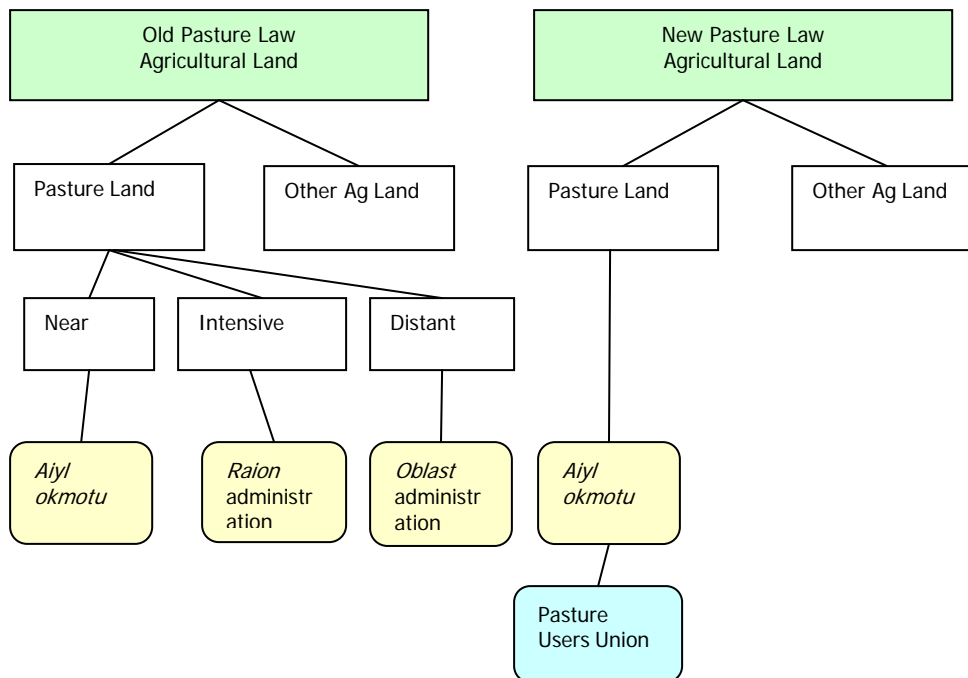 Old Pasture Law
Agricultural Land
New Pasture Law
Agricultural Land
Pasture Land
Other Ag Land
Pasture Land
Other Ag Land
Near
Intensive
Distant
Aiyl
okmotu
Raion
administr
ation
Oblast
administr
ation
Aiyl
okmotu
Pasture
Users Union